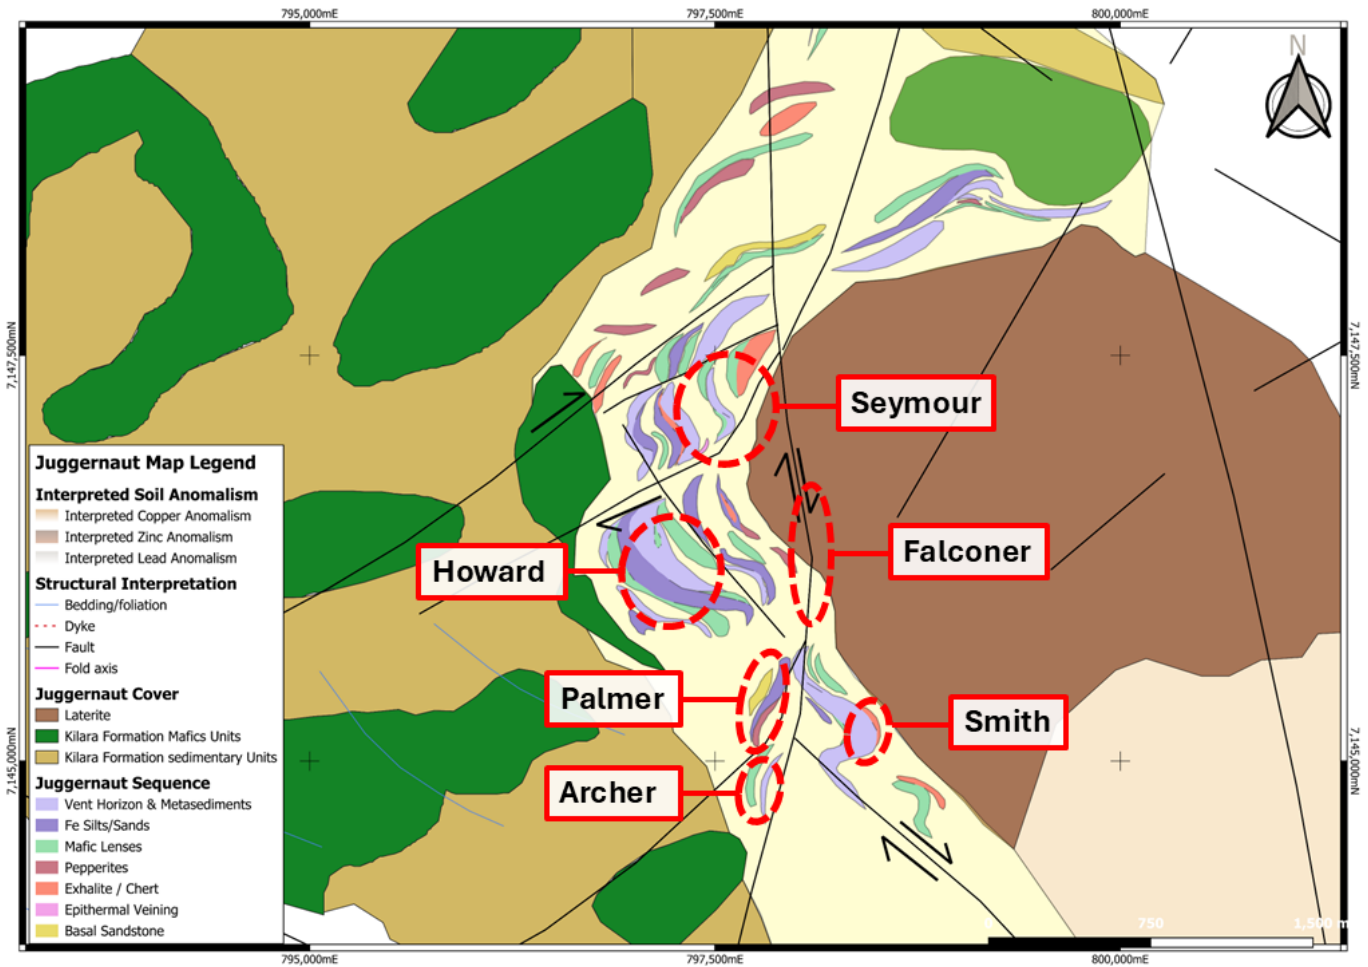 795,000mE 797,500mE 800,000mE
N
7,147,500mN
7,147,500mN
Seymour
Falconer
Howard
Palmer
Smith
Archer
Juggernaut Map Legend
Interpreted Soil Anomalism
Interpreted Copper Anomalism
Interpreted Zinc Anomalism
Interpreted Lead Anomalism
Structural Interpretation
Bedding/foliation
Dyke
Fault
Fold axis
Juggernaut Cover
Laterite
Kilara Formation Mafics Units
Kilara Formation sedimentary Units
Juggernaut Sequence
Vent Horizon & Metasediments
Fe Silts/Sands
Mafic Lenses
Pepperites
Exhalite / Chert
Epithermal Veining
Basal Sandstone
7,145,000mN
7,145,000mN
0 750 1,500 m
795,000mE 797,500mE 800,000mE